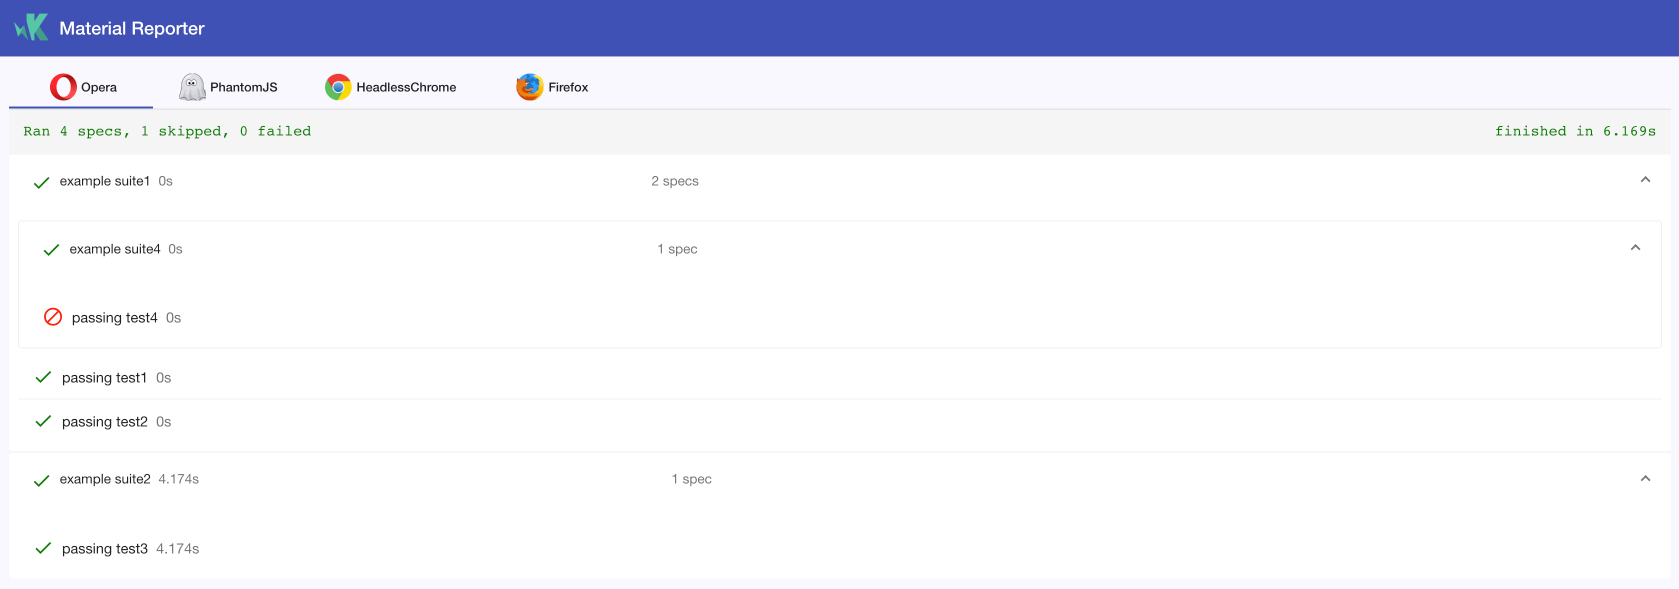 Material Reporter
Opera PhantomJS HeadlessChrome Firefox
Ran 4 specs, 1 skipped, 0 failed finished in 6.169s
example suite1 0s 2 specs
example suite4 0s 1 spec
passing test4 0s
passing test1 0s
passing test2 0s
example suite2 4.174s 1 spec
passing test3 4.174s